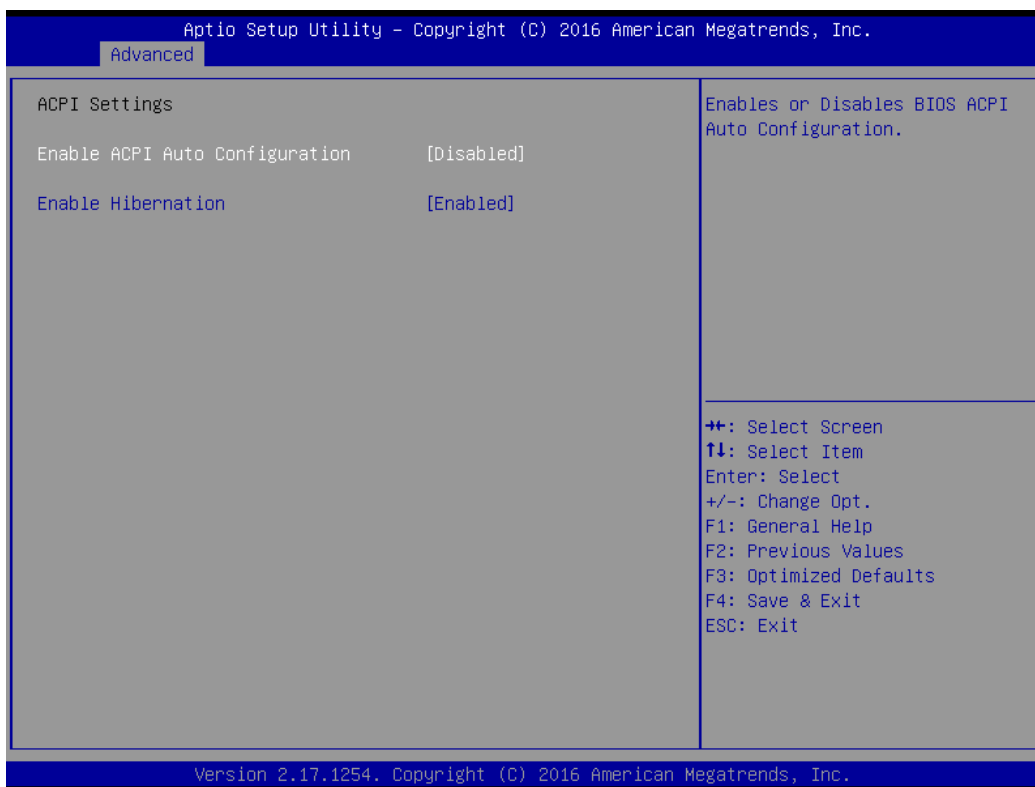 Aptio Setup Utility – Copyright (C) 2016 American Megatrends, Inc.
Advanced
ACPI Settings
Enable ACPI Auto Configuration [Disabled]
Enable Hibernation [Enabled]
Enables or Disables BIOS ACPI
Auto Configuration.
→←: Select Screen
↑↓: Select Item
Enter: Select
+/-: Change Opt.
F1: General Help
F2: Previous Values
F3: Optimized Defaults
F4: Save & Exit
ESC: Exit
Version 2.17.1254. Copyright (C) 2016 American Megatrends, Inc.